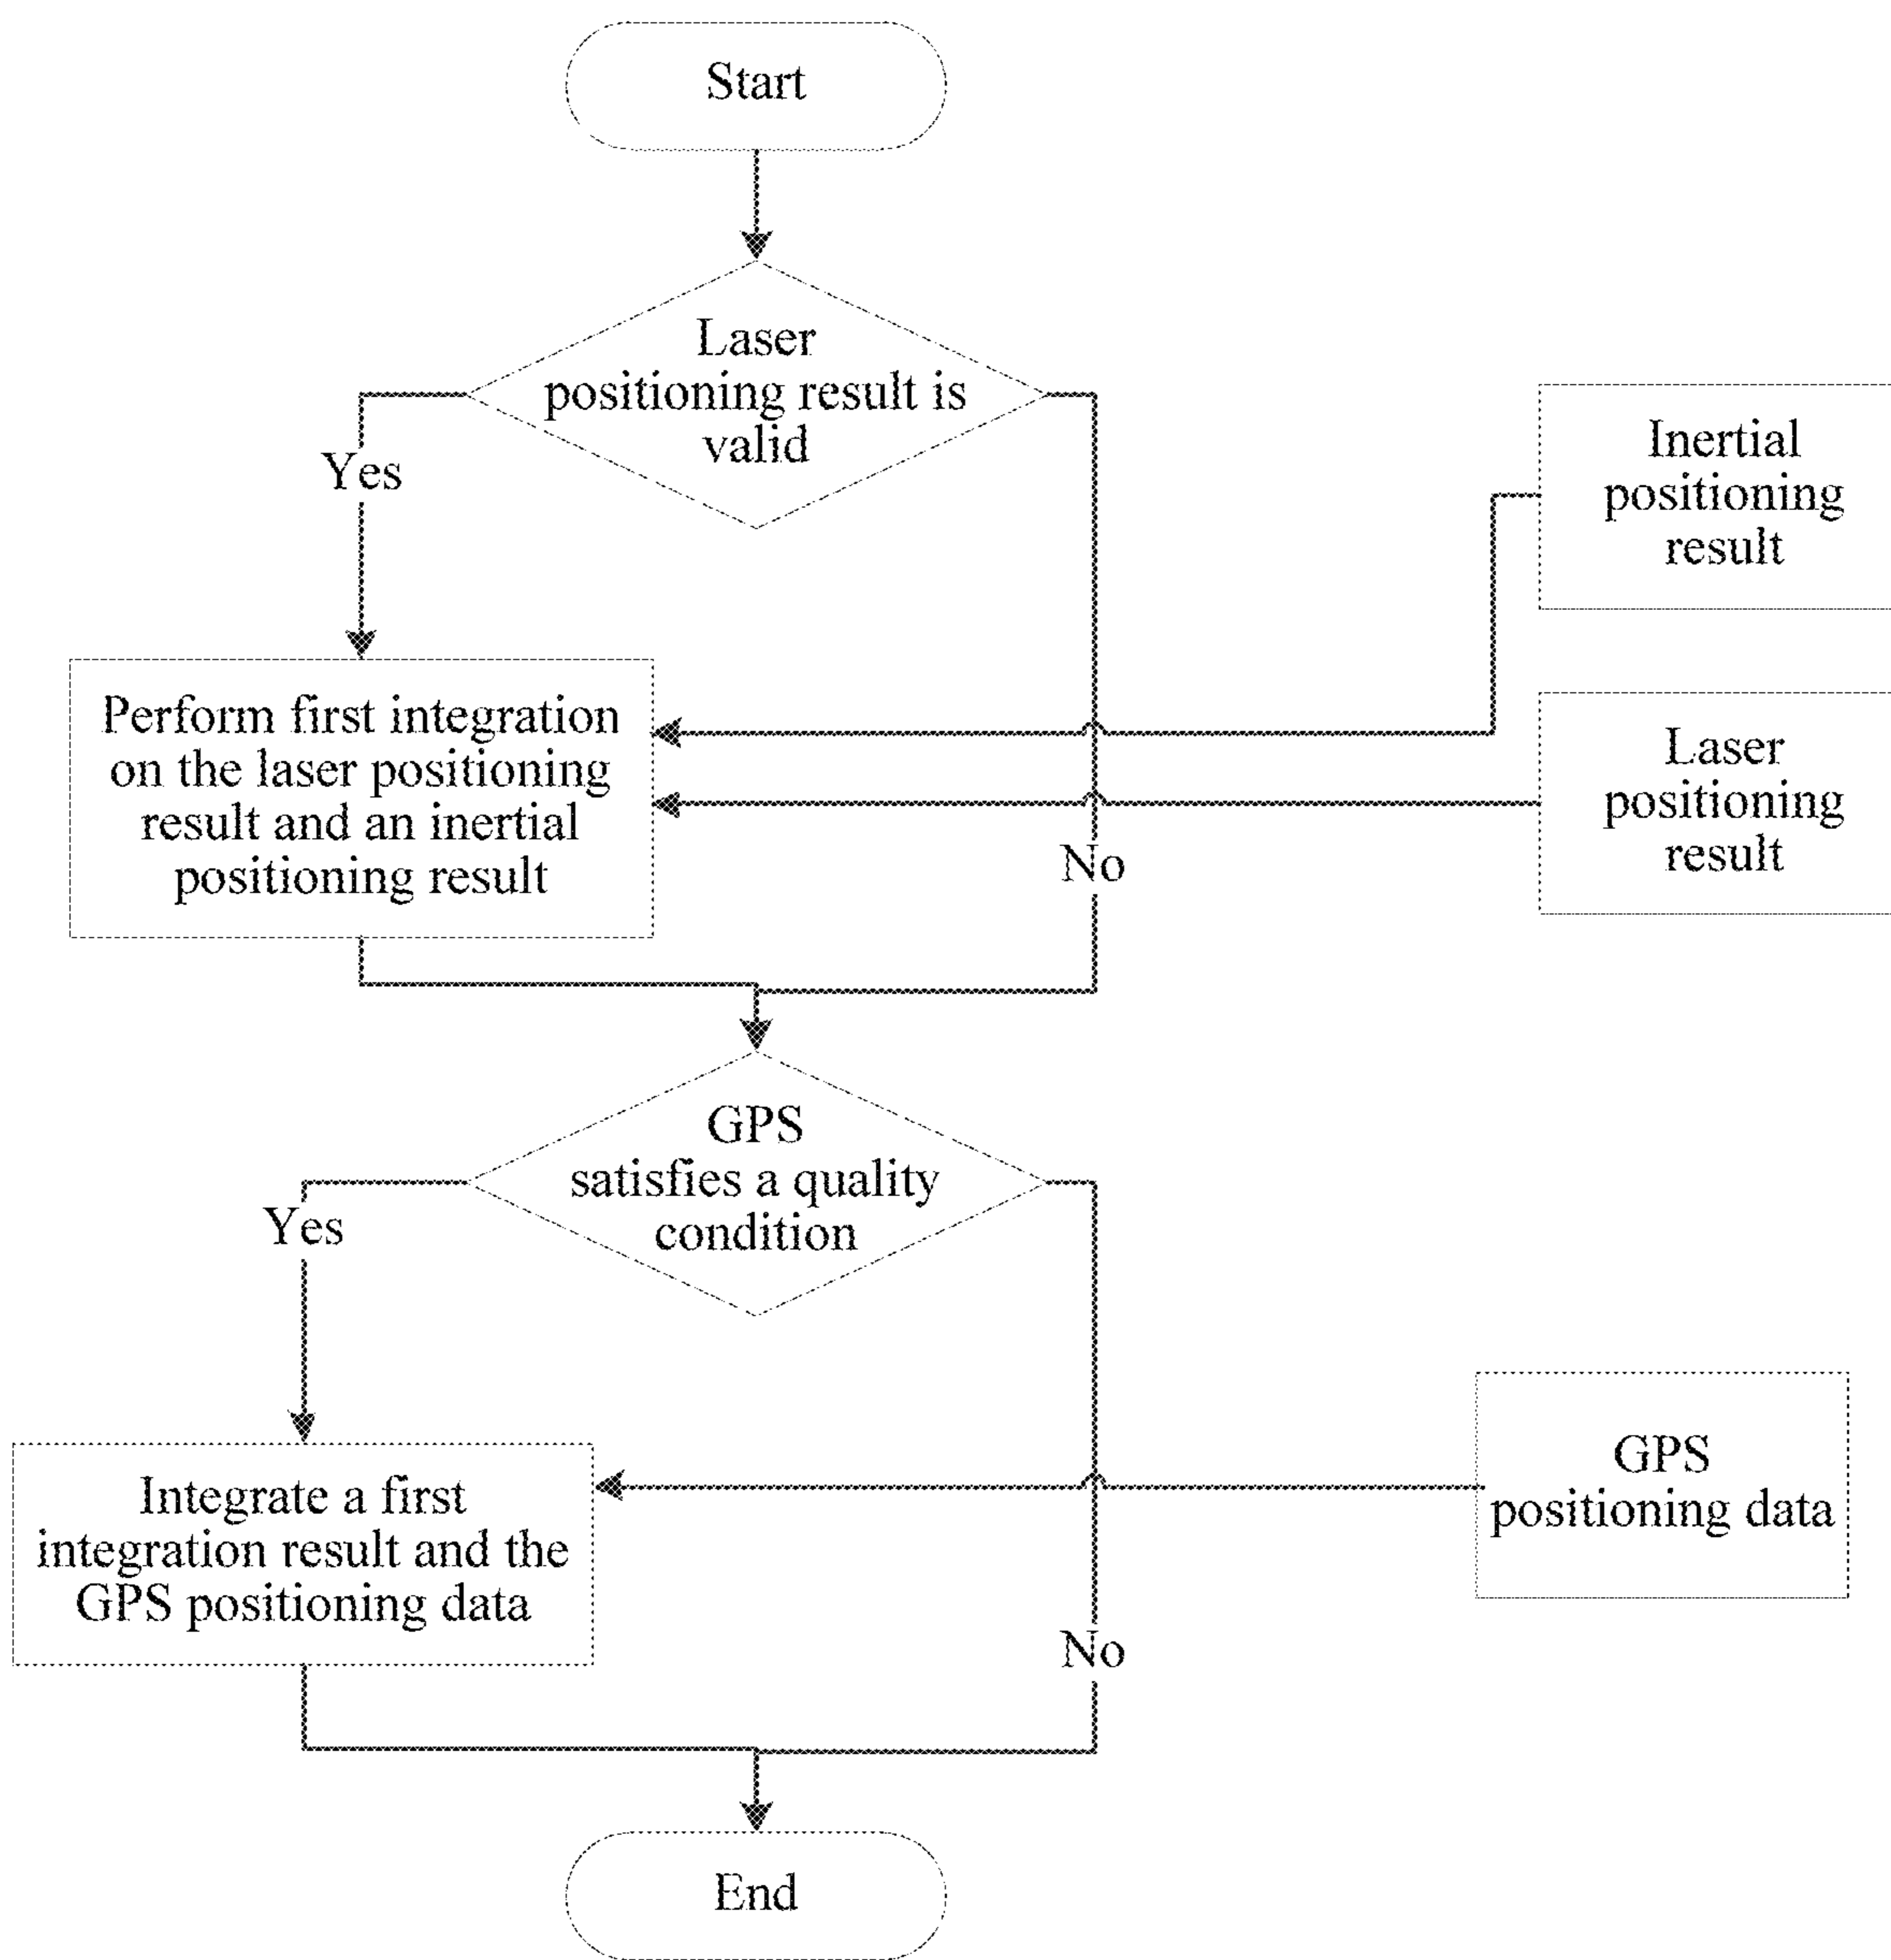 Start
Laser
positioning result is
valid
Yes
Inertial
positioning
result
Perform first integration
on the laser positioning
result and an inertial
positioning result
Laser
positioning
result
No
GPS
satisfies a quality
condition
Yes
Integrate a first
integration result and the
GPS positioning data
GPS
positioning data
No
End